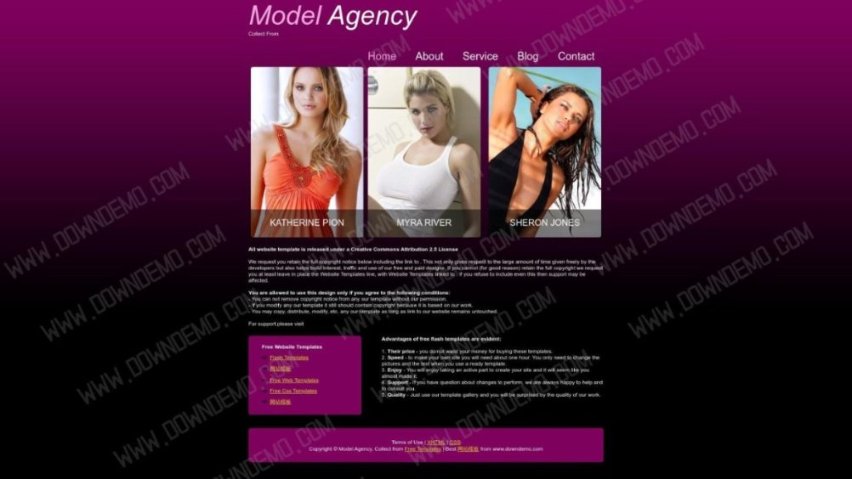 Model Agency
Collect From
Home About Service Blog Contact
KATHERINE PION MYRA RIVER SHERON JONES
All website template is released under a Creative Commons Attribution 2.5 License
We request you retain the full copyright notice below including the link to . This not only gives respect to the large amount of time given freely by the
developers but also helps build interest, traffic and use of our free and paid designs. If you cannot (for good reason) retain the full copyright we request
you at least leave in place the Website Templates link, with Website Templates linked to . If you refuse to include even this then support may be
affected.
You are allowed to use this design only if you agree to the following conditions:
- You can not remove copyright notice from any our template without our permission.
- If you modify any our template it still should contain copyright because it is based on our work.
- You may copy, distribute, modify, etc. any our template as long as link to our website remains untouched.
For support please visit
Free Website Templates
Flash Templates
网站模板
Free Web Templates
Free Css Templates
网站模板
Advantages of free flash templates are evident:
1. Their price - you do not waste your money for buying these templates.
2. Speed - to make your own site you will need about one hour. You only need to change the
pictures and the text when you use a ready template.
3. Enjoy - You will enjoy taking an active part to create your site and it will seem like you
almost made it.
4. Support - If you have question about changes to perform, we are always happy to help and
to consult you.
5. Quality - Just use our template gallery and you will be surprised by the quality of our work.
Terms of Use | XHTML | CSS
Copyright © Model Agency. Collect from Free Templates | Best 网站模板 from www.downdemo.com
WWW.DOWNDEMO.COM